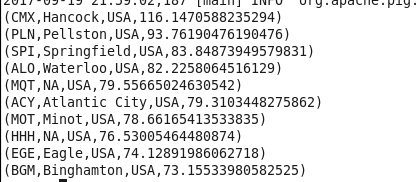 2017-09-19 21:59:02,187 [main] INFO org.apache.pig.
(CMX,Hancock,USA,116.1470588235294)
(PLN,Pellston,USA,93.76190476190476)
(SPI,Springfield,USA,83.84873949579831)
(ALO,Waterloo,USA,82.2258064516129)
(MQT,NA,USA,79.55665024630542)
(ACY,Atlantic City,USA,79.3103448275862)
(MOT,Minot,USA,78.66165413533835)
(HHH,NA,USA,76.53005464480874)
(EGE,Eagle,USA,74.12891986062718)
(BGM,Binghamton,USA,73.15533980582525)